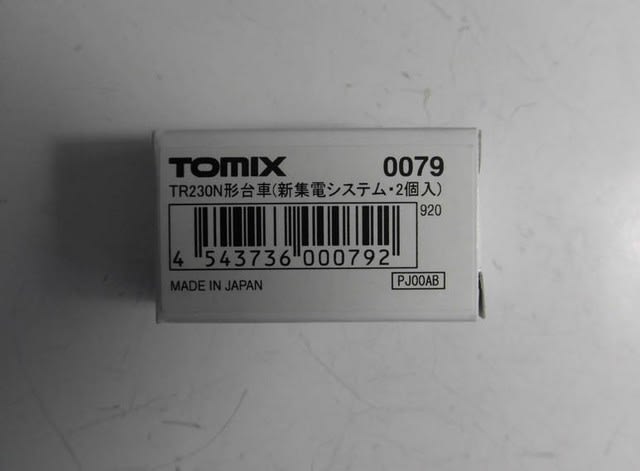 TOMIX 0079
TR230N形台車(新集電システム・2個入)
920
4 543736 000792
MADE IN JAPAN PJ00AB